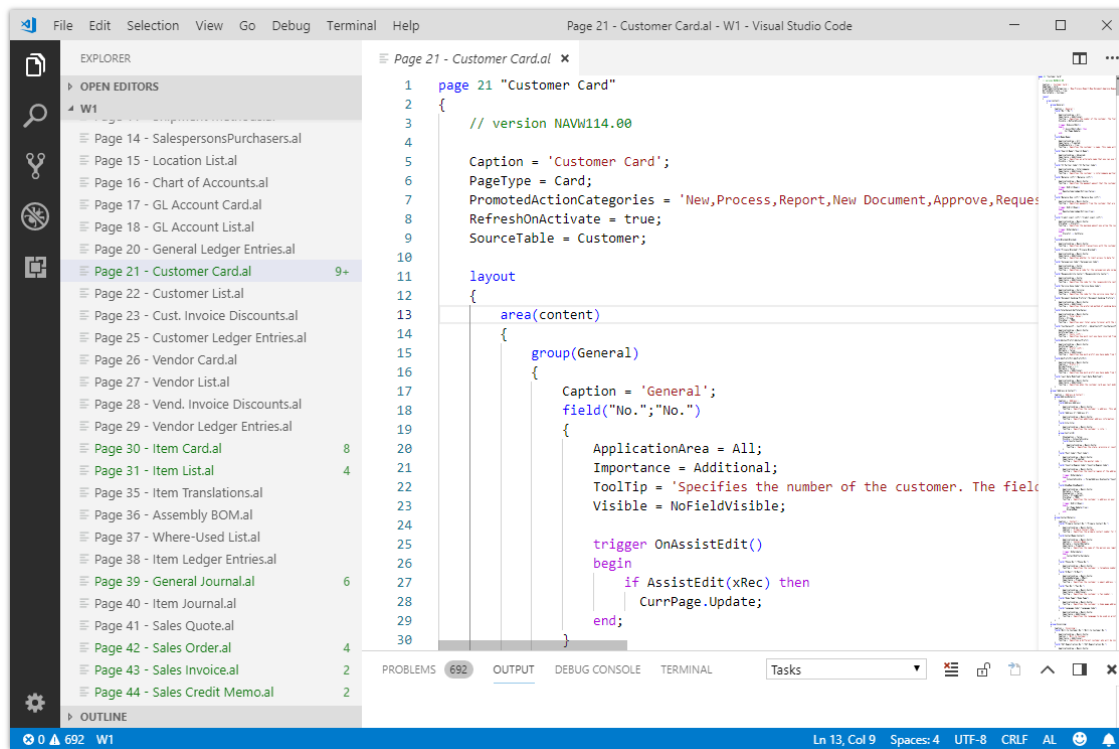 File Edit Selection View Go Debug Terminal Help
Page 21 - Customer Card.al - W1 - Visual Studio Code
EXPLORER
OPEN EDITORS
W1
Page 14 - SalespersonsPurchasers.al
Page 15 - Location List.al
Page 16 - Chart of Accounts.al
Page 17 - GL Account Card.al
Page 18 - GL Account List.al
Page 20 - General Ledger Entries.al
Page 21 - Customer Card.al 9+
Page 22 - Customer List.al
Page 23 - Cust. Invoice Discounts.al
Page 25 - Customer Ledger Entries.al
Page 26 - Vendor Card.al
Page 27 - Vendor List.al
Page 28 - Vend. Invoice Discounts.al
Page 29 - Vendor Ledger Entries.al
Page 30 - Item Card.al 8
Page 31 - Item List.al 4
Page 35 - Item Translations.al
Page 36 - Assembly BOM.al
Page 37 - Where-Used List.al
Page 38 - Item Ledger Entries.al
Page 39 - General Journal.al 6
Page 40 - Item Journal.al
Page 41 - Sales Quote.al
Page 42 - Sales Order.al 4
Page 43 - Sales Invoice.al 2
Page 44 - Sales Credit Memo.al 2
OUTLINE
Page 21 - Customer Card.al
1 page 21 "Customer Card"
2 {
3 // version NAVW114.00
4
5 Caption = 'Customer Card';
6 PageType = Card;
7 PromotedActionCategories = 'New,Process,Report,New Document,Approve,Reques
8 RefreshOnActivate = true;
9 SourceTable = Customer;
10
11 layout
12 {
13 area(content)
14 {
15 group(General)
16 {
17 Caption = 'General';
18 field("No.";"No.")
19 {
20 ApplicationArea = All;
21 Importance = Additional;
22 ToolTip = 'Specifies the number of the customer. The field
23 Visible = NoFieldVisible;
24
25 trigger OnAssistEdit()
26 begin
27 if AssistEdit(xRec) then
28 CurrPage.Update;
29 end;
30 }
PROBLEMS 692 OUTPUT DEBUG CONSOLE TERMINAL
Tasks
0 692 W1
Ln 13, Col 9 Spaces: 4 UTF-8 CRLF AL